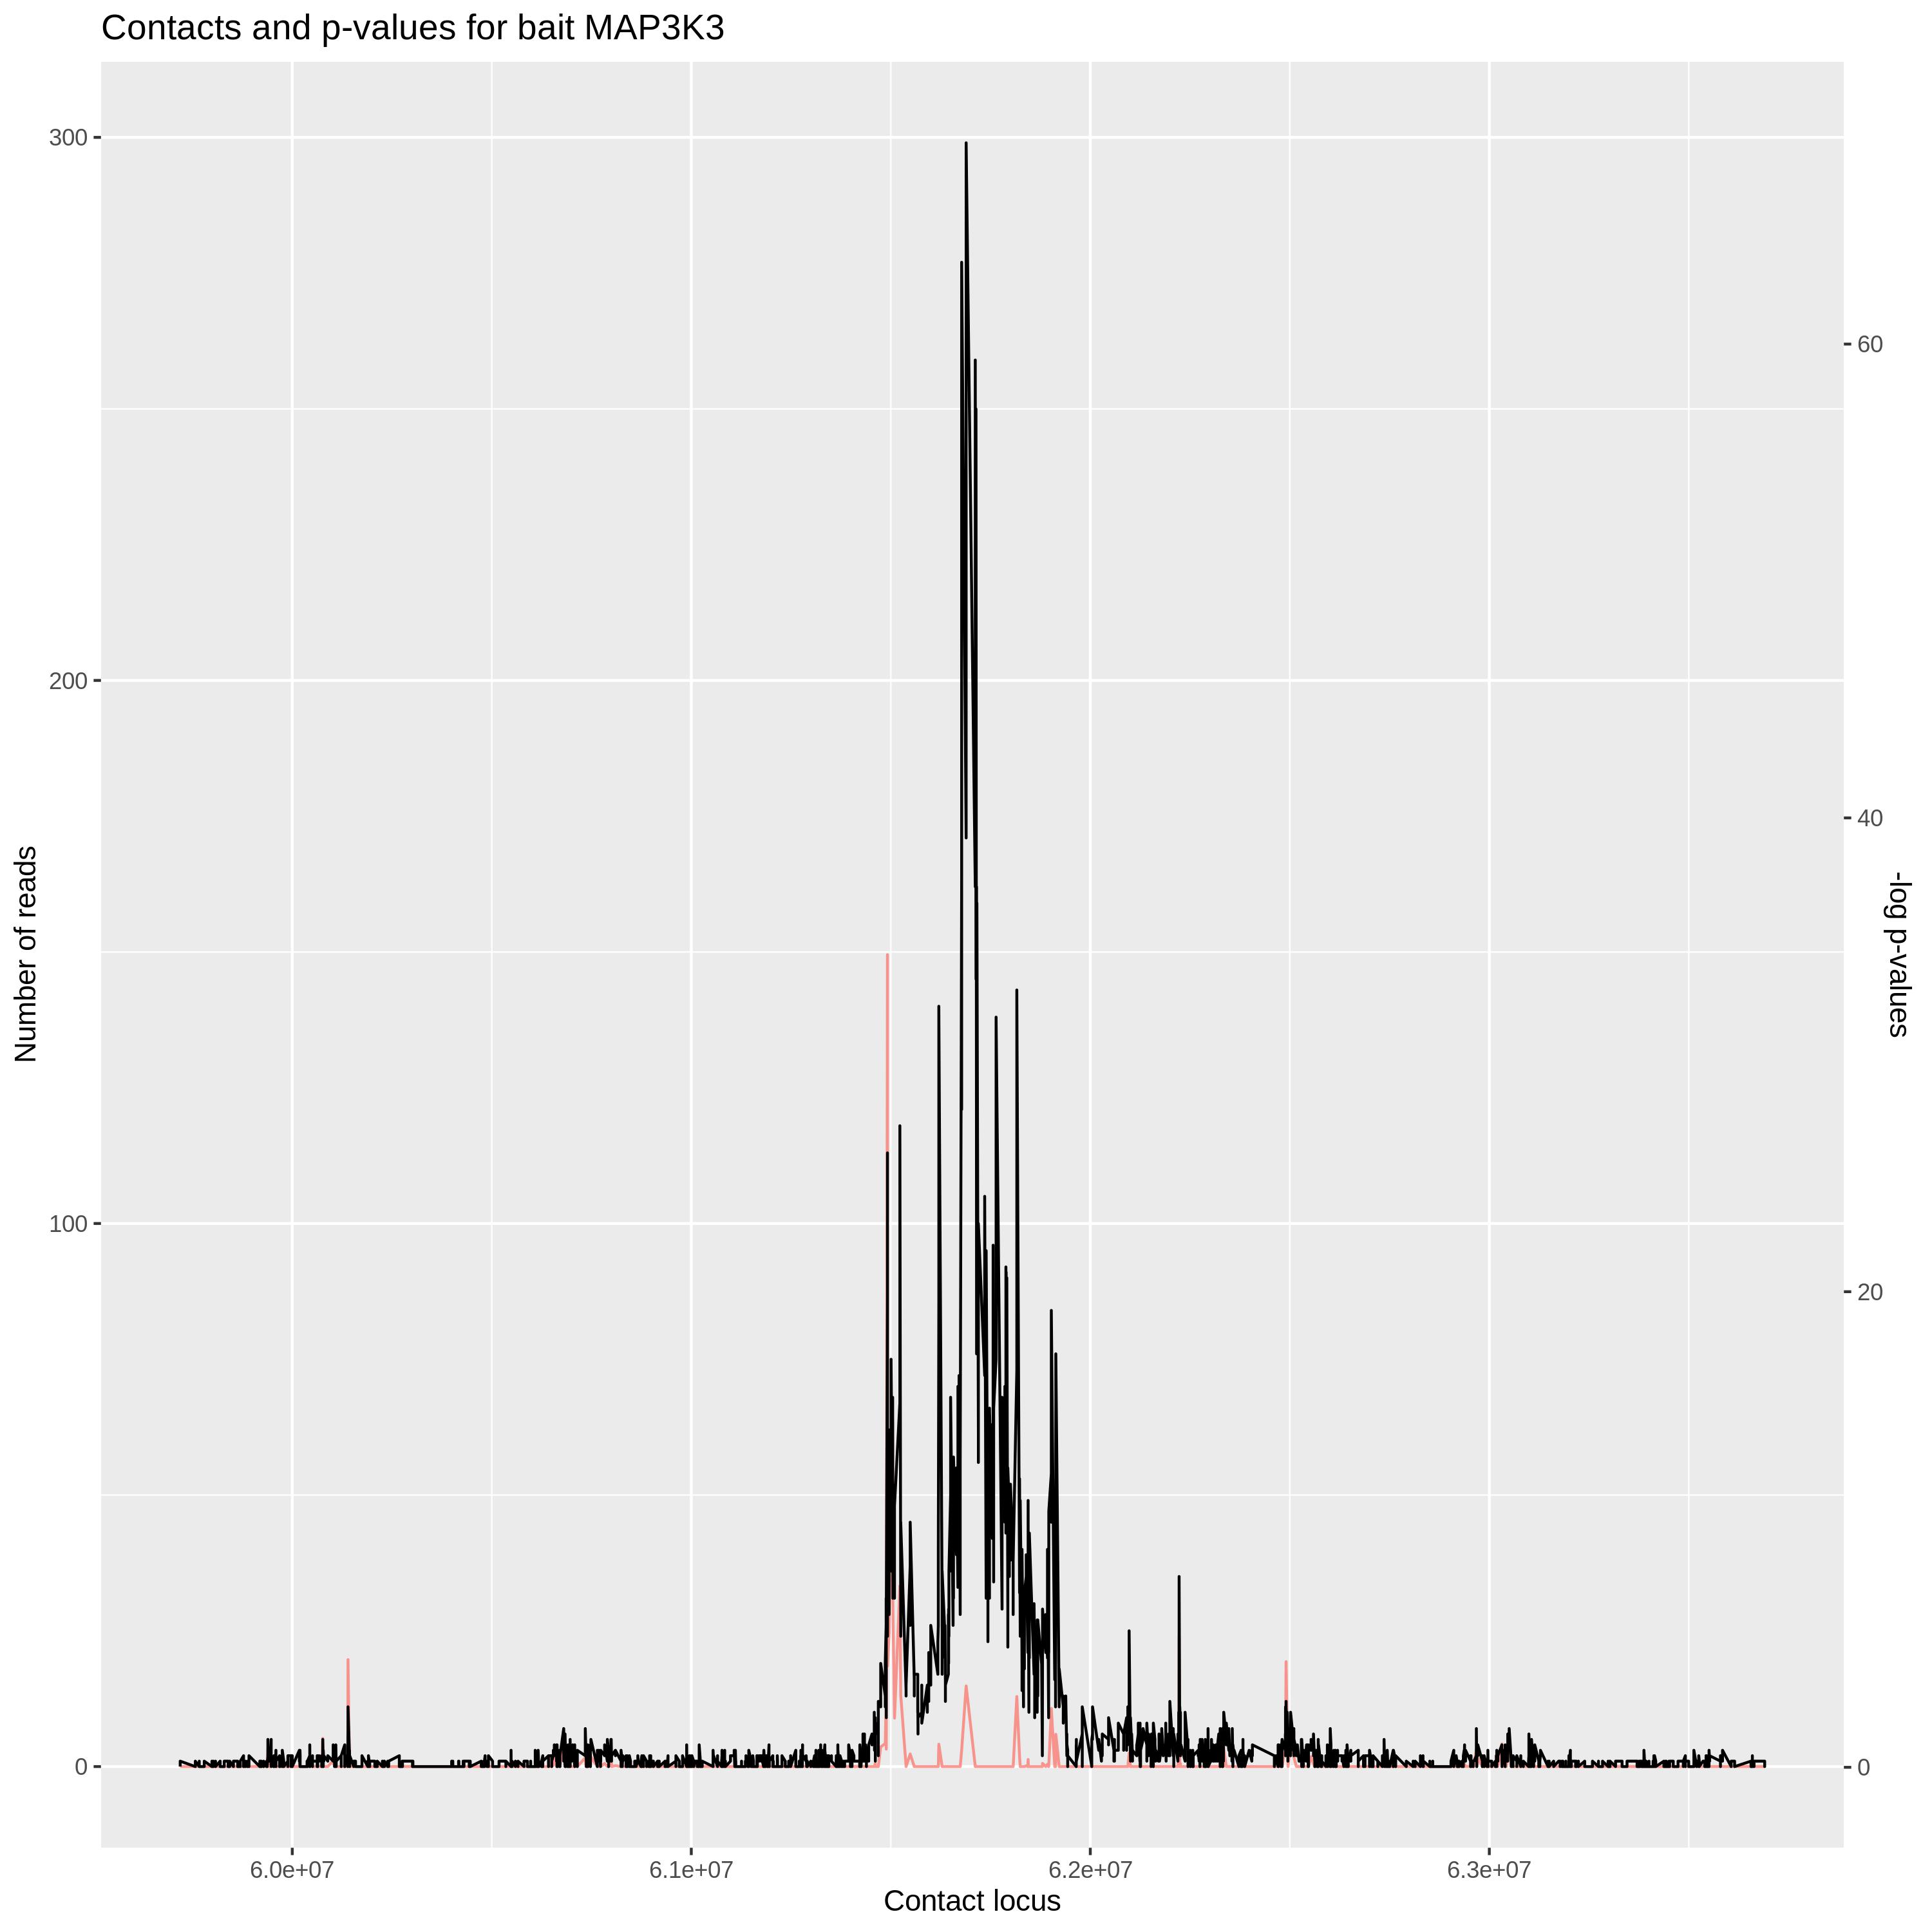 Contacts and p-values for bait MAP3K3
300
200
100
0
Number of reads
60
40
20
0
-log p-values
6.0e+07
6.1e+07
6.2e+07
6.3e+07
Contact locus